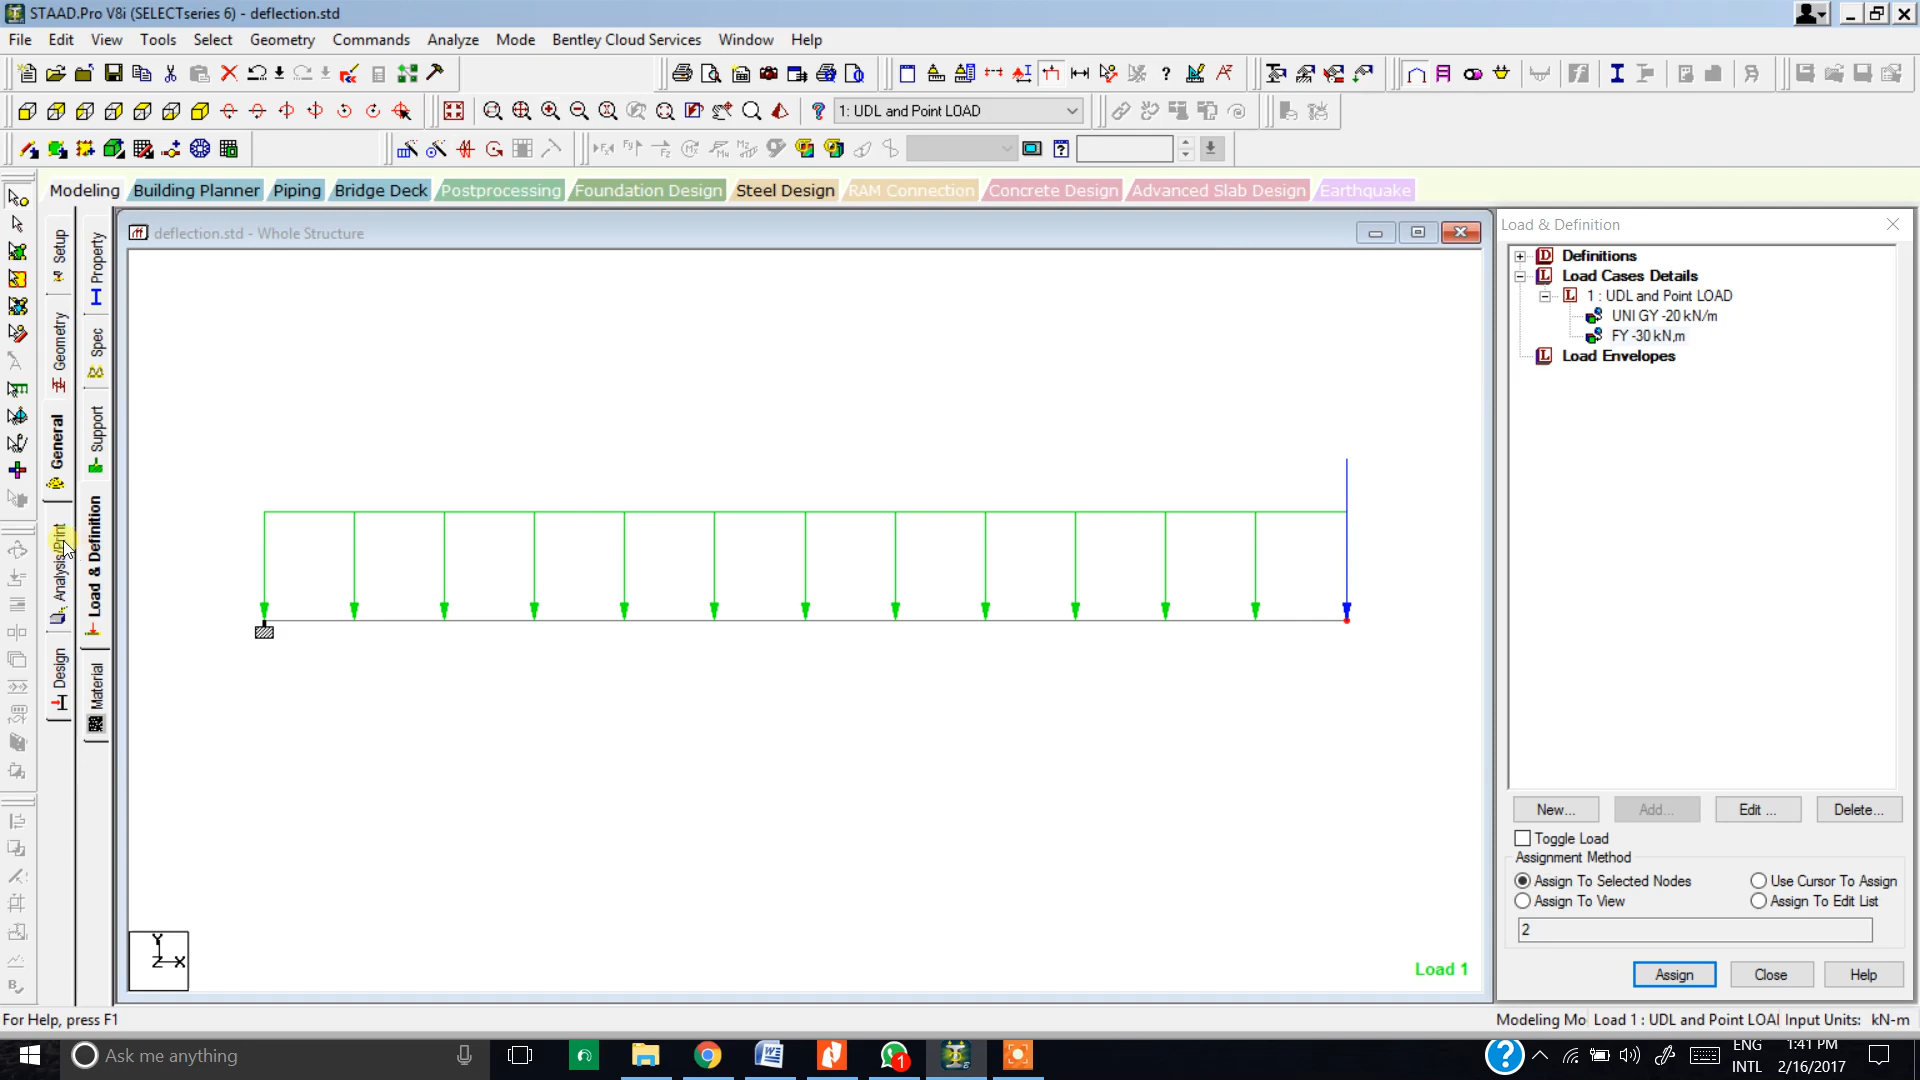 STAAD.Pro V8i (SELECTseries 6) - deflection.std
File Edit View Tools Select Geometry Commands Analyze Mode Bentley Cloud Services Window Help
1: UDL and Point LOAD
Modeling Building Planner Piping Bridge Deck Postprocessing Foundation Design Steel Design RAM Connection Concrete Design Advanced Slab Design Earthquake
Setup
Geometry
General
Analysis/Print
Design
Property
Spec
Support
Load & Definition
Material
deflection.std - Whole Structure
Y
Z X
Load 1
Load & Definition
Definitions
Load Cases Details
1 : UDL and Point LOAD
UNI GY -20 kN/m
FY -30 kN,m
Load Envelopes
New... Add... Edit ... Delete...
Toggle Load
Assignment Method
Assign To Selected Nodes Use Cursor To Assign
Assign To View Assign To Edit List
2
Assign Close Help
For Help, press F1
Modeling Mo Load 1 : UDL and Point LOAI Input Units: kN-m
Ask me anything
1
ENG
INTL
1:41 PM
2/16/2017